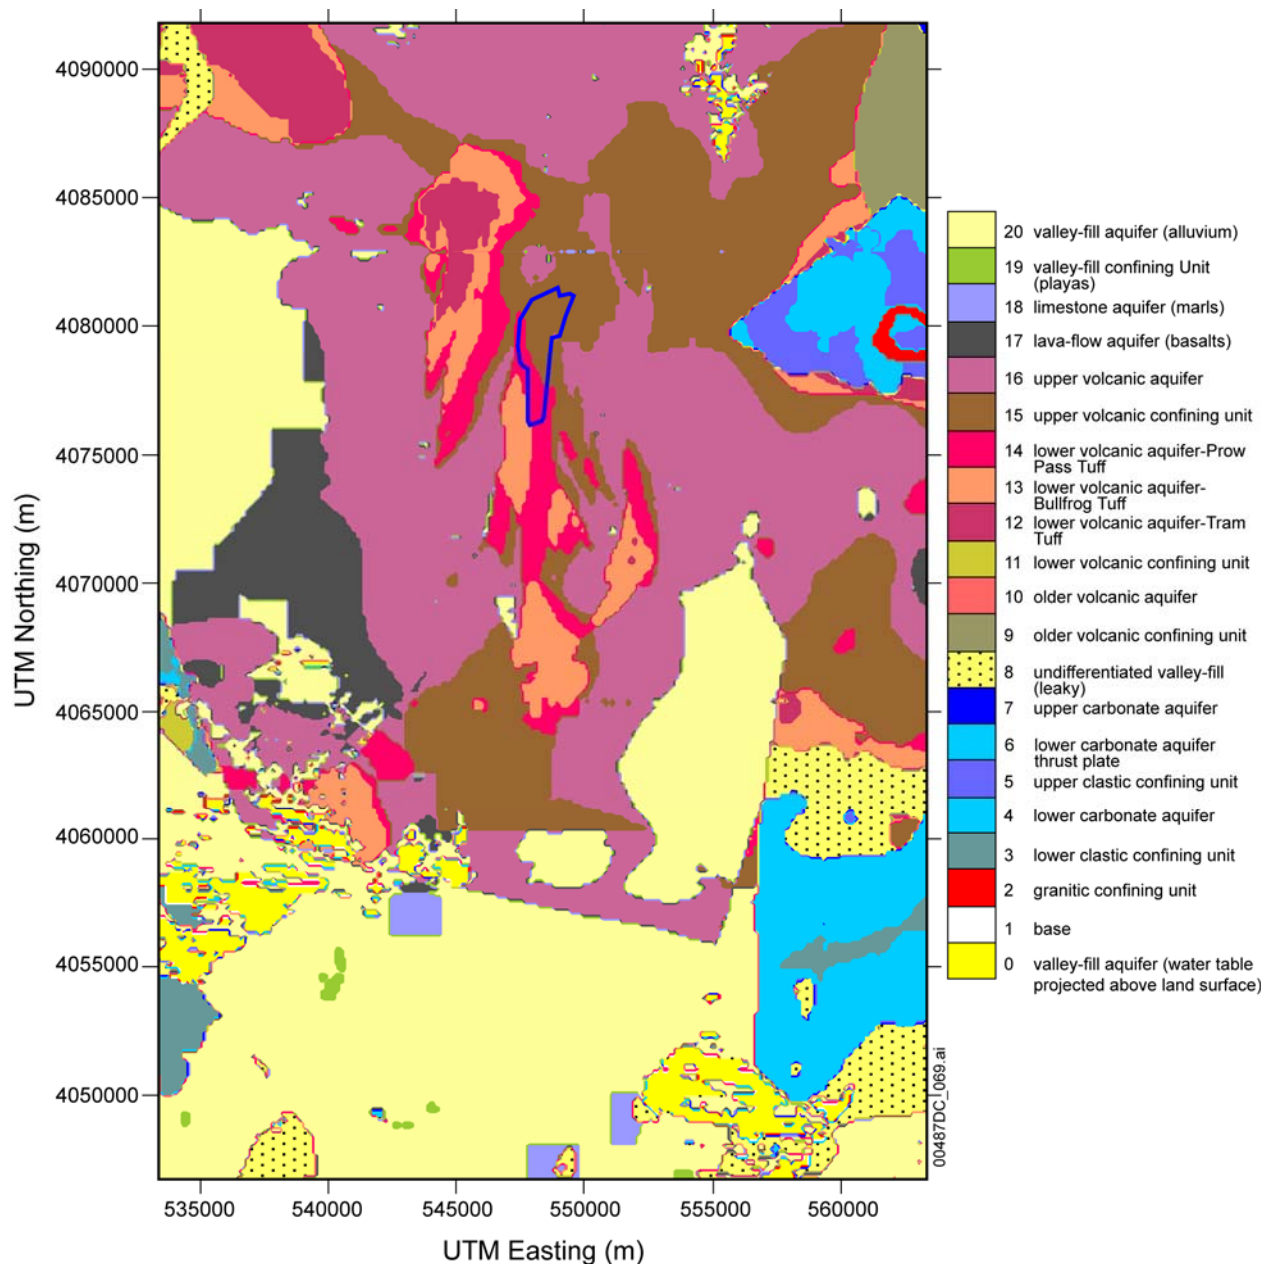 4090000
4085000
4080000
4075000
4070000
4065000
4060000
4055000
4050000
UTM Northing (m)
535000 540000 545000 550000 555000 560000
UTM Easting (m)
20 valley-fill aquifer (alluvium)
19 valley-fill confining Unit
(playas)
18 limestone aquifer (marls)
17 lava-flow aquifer (basalts)
16 upper volcanic aquifer
15 upper volcanic confining unit
14 lower volcanic aquifer-Prow
Pass Tuff
13 lower volcanic aquifer-
Bullfrog Tuff
12 lower volcanic aquifer-Tram
Tuff
11 lower volcanic confining unit
10 older volcanic aquifer
9 older volcanic confining unit
8 undifferentiated valley-fill
(leaky)
7 upper carbonate aquifer
6 lower carbonate aquifer
thrust plate
5 upper clastic confining unit
4 lower carbonate aquifer
3 lower clastic confining unit
2 granitic confining unit
1 base
0 valley-fill aquifer (water table
projected above land surface)
00487DC_069.ai